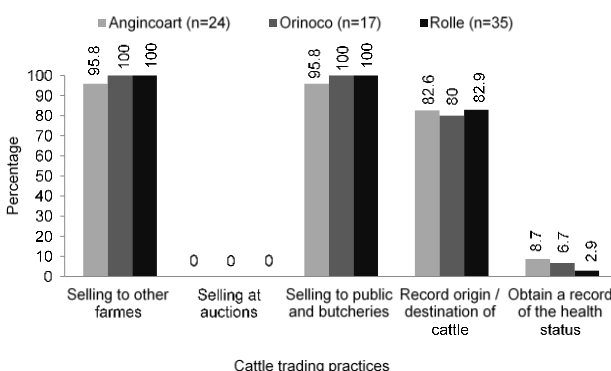 Angincoart (n=24) Orinoco (n=17) Rolle (n=35)
95.8 100 100 95.8 100 100 82.6 80 82.9 8.7 6.7 2.9
0 0 0
100
90
80
70
60
50
40
30
20
10
0
Percentage
Selling to other
farmes
Selling at
auctions
Selling to public
and butcheries
Record origin /
destination of
cattle
Obtain a record
of the health
status
Cattle trading practices